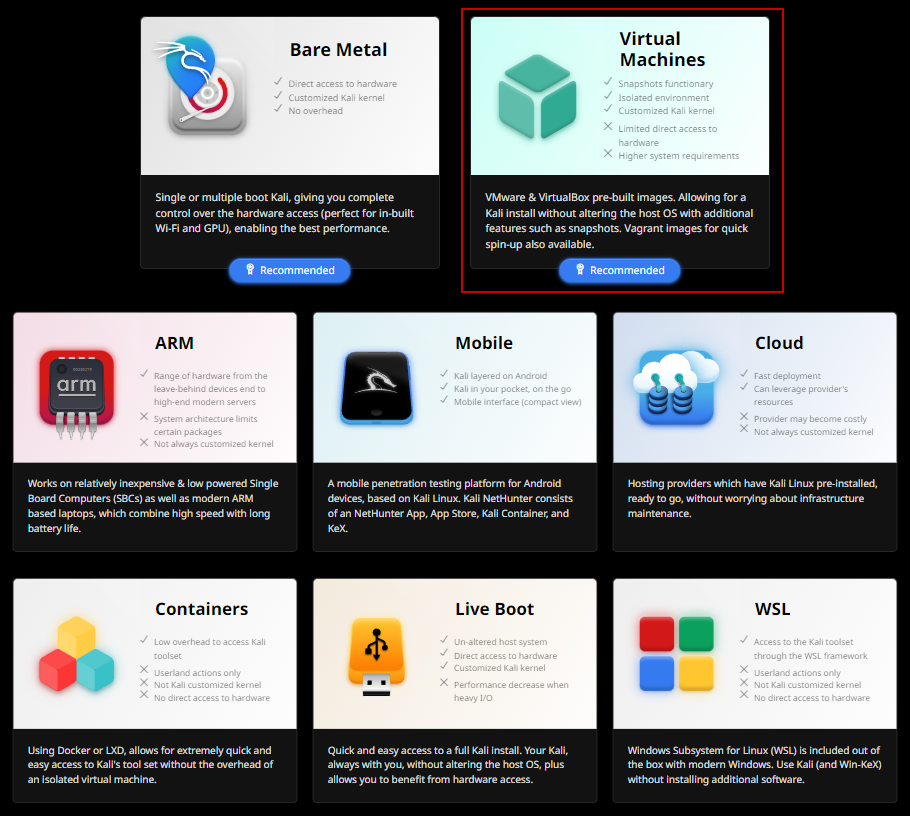 Bare Metal
Direct access to hardware
Customized Kali kernel
No overhead
Single or multiple boot Kali, giving you complete
control over the hardware access (perfect for in-built
Wi-Fi and GPU), enabling the best performance.
Recommended
Virtual
Machines
Snapshots functionary
Isolated environment
Customized Kali kernel
Limited direct access to
hardware
Higher system requirements
VMware & VirtualBox pre-built images. Allowing for a
Kali install without altering the host OS with additional
features such as snapshots. Vagrant images for quick
spin-up also available.
Recommended
arm
ARM
Range of hardware from the
leave-behind devices end to
high-end modern servers
System architecture limits
certain packages
Not always customized kernel
Works on relatively inexpensive & low powered Single
Board Computers (SBCs) as well as modern ARM
based laptops, which combine high speed with long
battery life.
Mobile
Kali layered on Android
Kali in your pocket, on the go
Mobile interface (compact view)
A mobile penetration testing platform for Android
devices, based on Kali Linux. Kali NetHunter consists
of an NetHunter App, App Store, Kali Container, and
KeX.
Cloud
Fast deployment
Can leverage provider's
resources
Provider may become costly
Not always customized kernel
Hosting providers which have Kali Linux pre-installed,
ready to go, without worrying about infrastructure
maintenance.
Containers
Low overhead to access Kali
toolset
Userland actions only
Not Kali customized kernel
No direct access to hardware
Using Docker or LXD, allows for extremely quick and
easy access to Kali's tool set without the overhead of
an isolated virtual machine.
Live Boot
Un-altered host system
Direct access to hardware
Customized Kali kernel
Performance decrease when
heavy I/O
Quick and easy access to a full Kali install. Your Kali,
always with you, without altering the host OS, plus
allows you to benefit from hardware access.
WSL
Access to the Kali toolset
through the WSL framework
Userland actions only
Not Kali customized kernel
No direct access to hardware
Windows Subsystem for Linux (WSL) is included out of
the box with modern Windows. Use Kali (and Win-KeX)
without installing additional software.